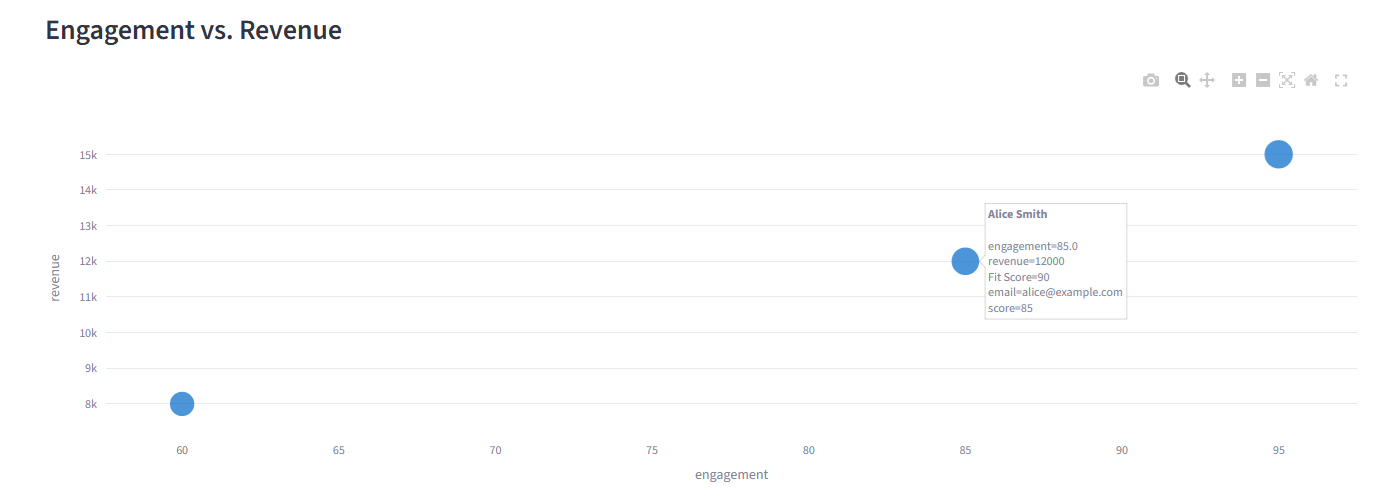 Engagement vs. Revenue
15k
14k
13k
12k
11k
10k
9k
8k
revenue
Alice Smith
engagement=85.0
revenue=12000
Fit Score=90
email=alice@example.com
score=85
60 65 70 75 80 85 90 95
engagement